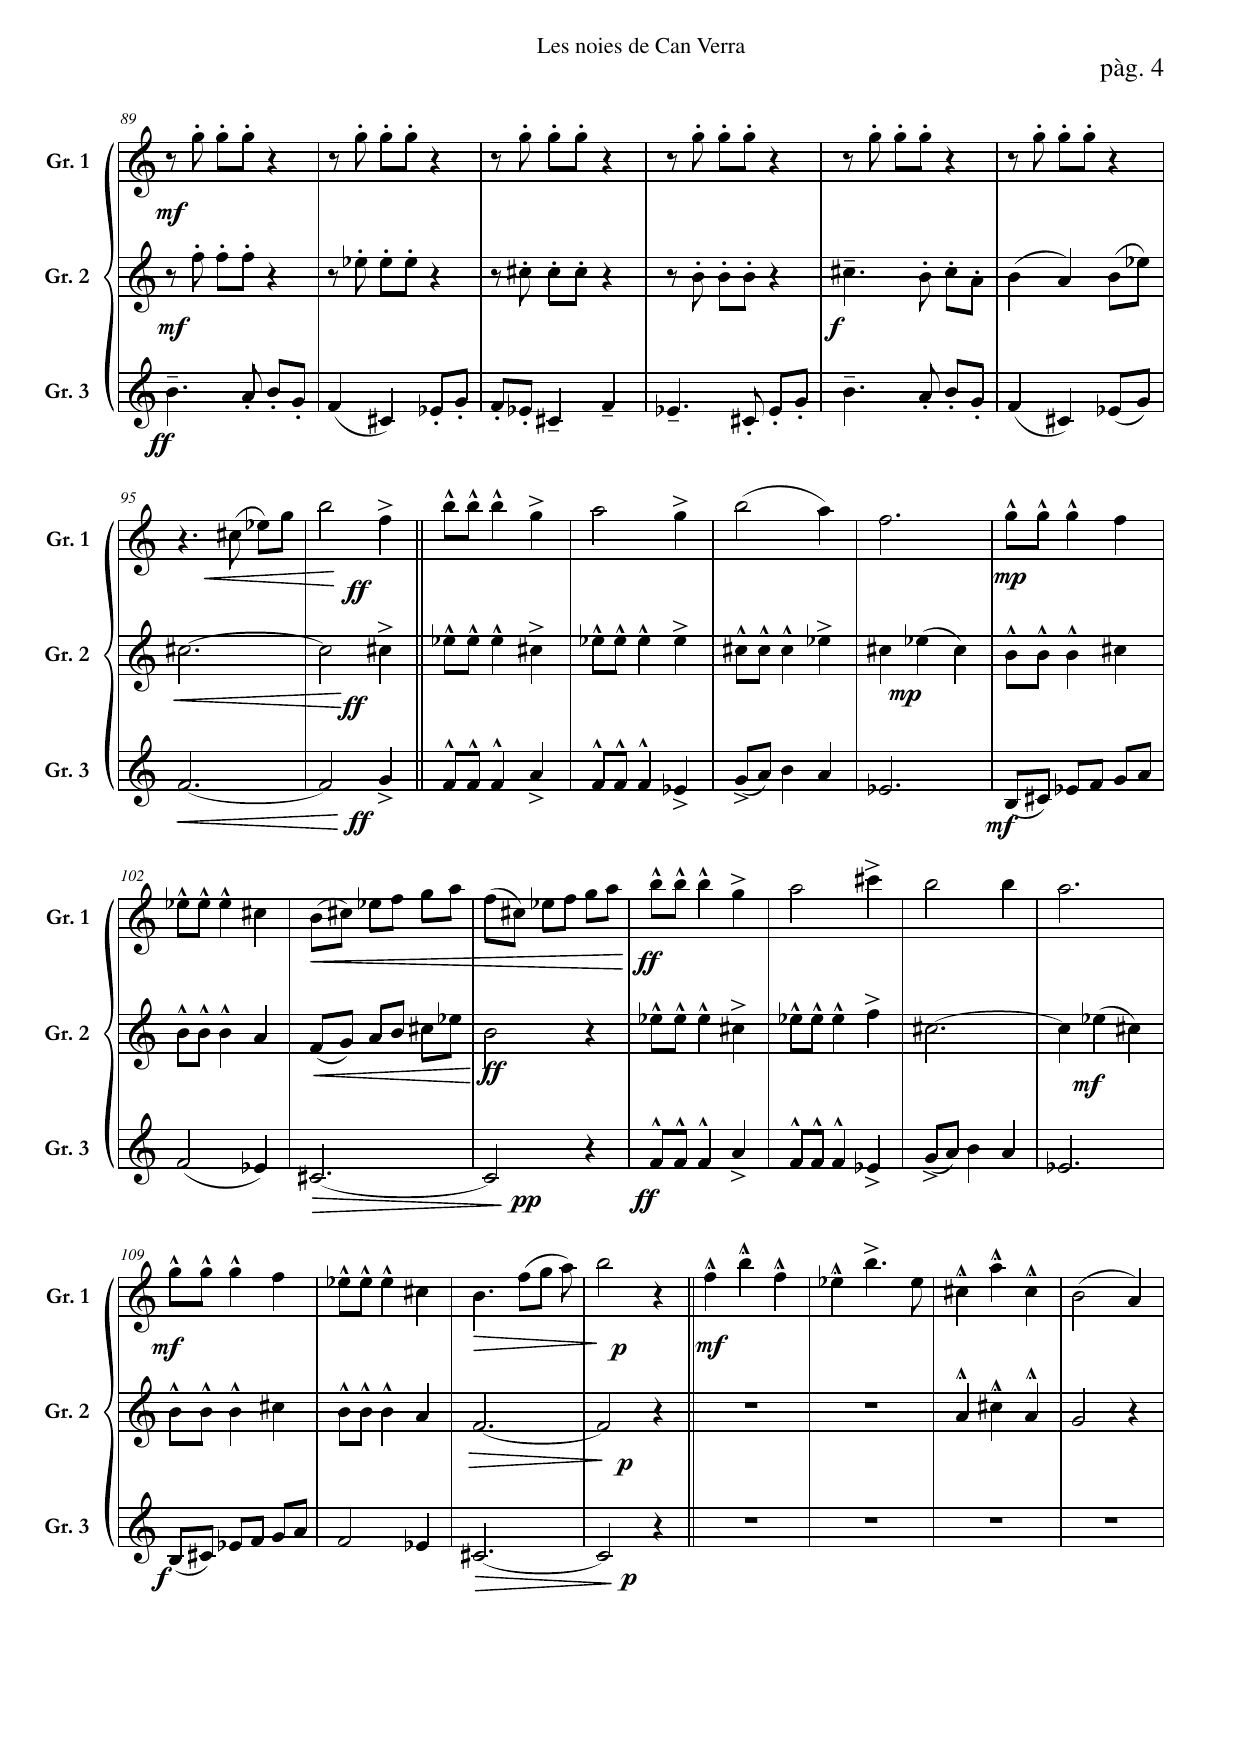 Les noies de Can Verra
pàg. 4
89
Gr. 1
mf
Gr. 2
mf f
Gr. 3
ff
95
Gr. 1
ff mp
Gr. 2
ff mp
Gr. 3
ff mf
102
Gr. 1
ff
Gr. 2
ff mf
Gr. 3
pp ff
109
Gr. 1
mf p mf
Gr. 2
p
Gr. 3
f p